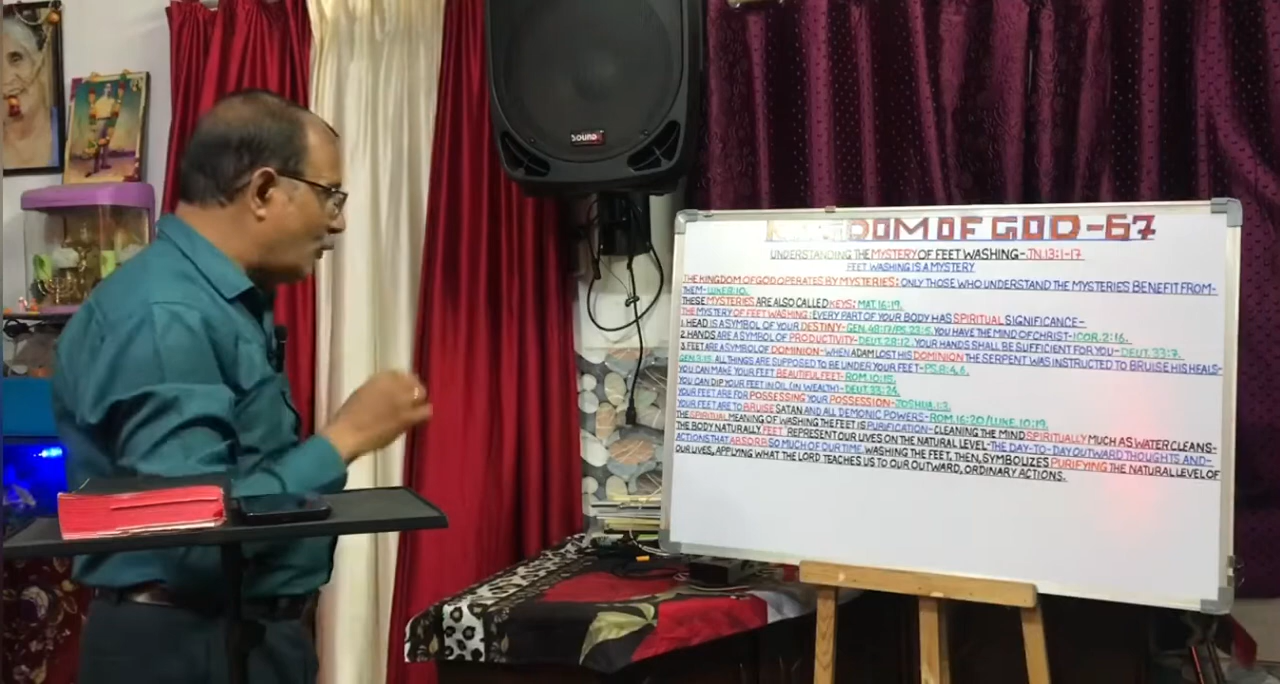 SOUNDX
KINGDOM OF GOD-67
UNDERSTANDING THE MYSTERY OF FEET WASHING-JN.13:1-17
FEET WASHING IS A MYSTERY
THE KINGDOM OF GOD OPERATES BY MYSTERIES: ONLY THOSE WHO UNDERSTAND THE MYSTERIES BENEFIT FROM-
THEM-LUKE 8:10.
THESE MYSTERIES ARE ALSO CALLED KEYS: MAT.16:19.
THE MYSTERY OF FEET WASHING: EVERY PART OF YOUR BODY HAS SPIRITUAL SIGNIFICANCE-
1. HEAD IS A SYMBOL OF YOUR DESTINY-GEN.48:17/PS.23:5. YOU HAVE THE MIND OF CHRIST-1COR.2:16.
2. HANDS ARE A SYMBOL OF PRODUCTIVITY-DEUT.28:12. YOUR HANDS SHALL BE SUFFICIENT FOR YOU-DEUT.33:7.
3. FEET ARE A SYMBOL OF DOMINION-WHEN ADAM LOST HIS DOMINION THE SERPENT WAS INSTRUCTED TO BRUISE HIS HEALS-
GEN.3:15. ALL THINGS ARE SUPPOSED TO BE UNDER YOUR FEET-PS.8:4,6.
YOU CAN MAKE YOUR FEET BEAUTIFUL FEET-ROM.10:15.
YOU CAN DIP YOUR FEET IN OIL (IN WEALTH)-DEUT.33:24.
YOUR FEET ARE FOR POSSESSING YOUR POSSESSION-JOSHUA.1:3.
YOUR FEET ARE TO BRUISE SATAN AND ALL DEMONIC POWERS-ROM.16:20/LUKE.10:19.
THE SPIRITUAL MEANING OF WASHING THE FEET IS PURIFICATION-CLEANING THE MIND SPIRITUALLY MUCH AS WATER CLEANS-
THE BODY NATURALLY. FEET REPRESENT OUR LIVES ON THE NATURAL LEVEL-THE DAY-TO-DAY OUTWARD THOUGHTS AND-
ACTIONS THAT ABSORB SO MUCH OF OUR TIME. WASHING THE FEET, THEN, SYMBOLIZES PURIFYING THE NATURAL LEVEL OF
OUR LIVES, APPLYING WHAT THE LORD TEACHES US TO OUR OUTWARD, ORDINARY ACTIONS.